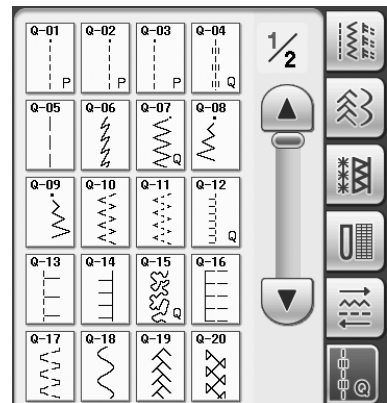 Q-01 Q-02 Q-03 Q-04 1/2
P P P Q
Q-05 Q-06 Q-07 Q-08
Q
Q-09 Q-10 Q-11 Q-12
Q
Q-13 Q-14 Q-15 Q-16
Q
Q-17 Q-18 Q-19 Q-20
Q